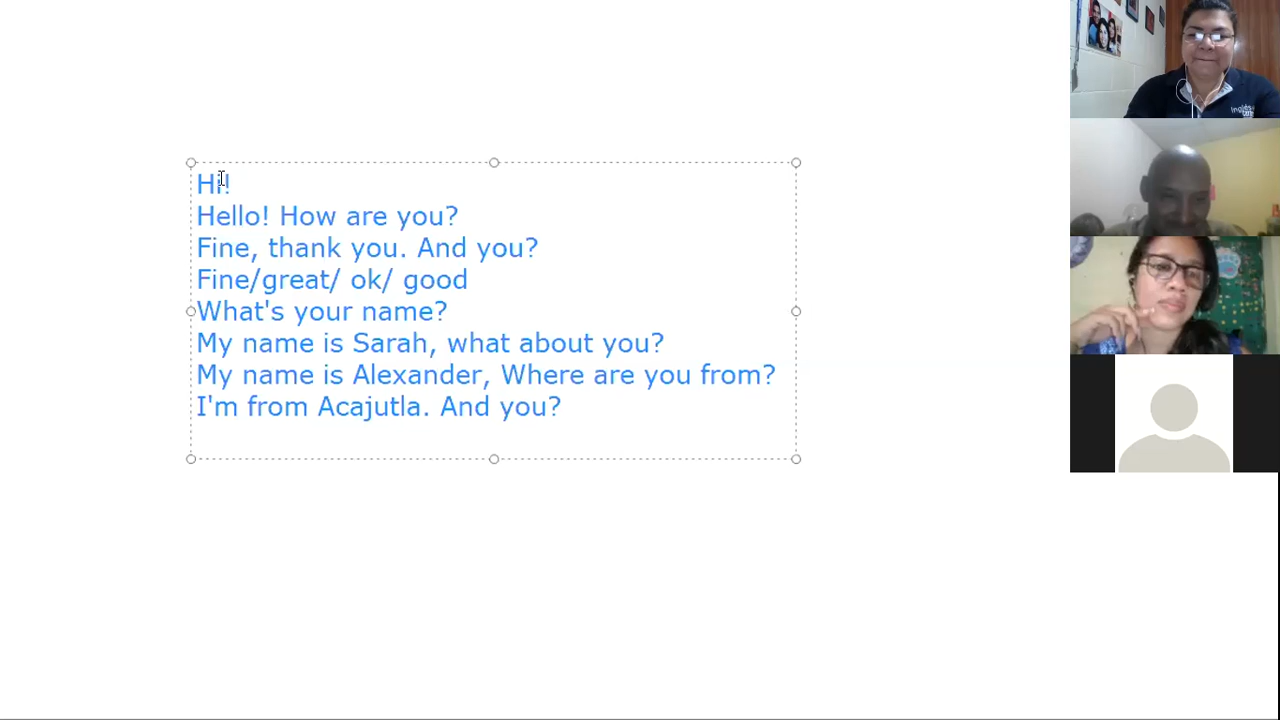 Hi!
Hello! How are you?
Fine, thank you. And you?
Fine/great/ ok/ good
What's your name?
My name is Sarah, what about you?
My name is Alexander, Where are you from?
I'm from Acajutla. And you?
Inglés